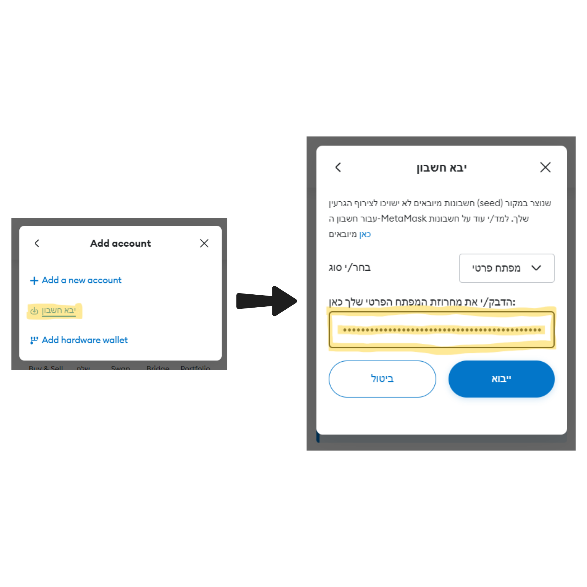 Add account
Add a new account
יבא חשבון
Add hardware wallet
Buy & Sell שלח Swap Bridge Portfolio
יבא חשבון
שנוצר במקור (seed) חשבונות מיובאים לא ישויכו לצירוף הגרעין
שלך. למד/י עוד על חשבונות MetaMask-עבור חשבון ה
כאן מיובאים
בחר/י סוג
מפתח פרטי
הדבק/י את מחרוזת המפתח הפרטי שלך כאן:
ביטול
ייבוא